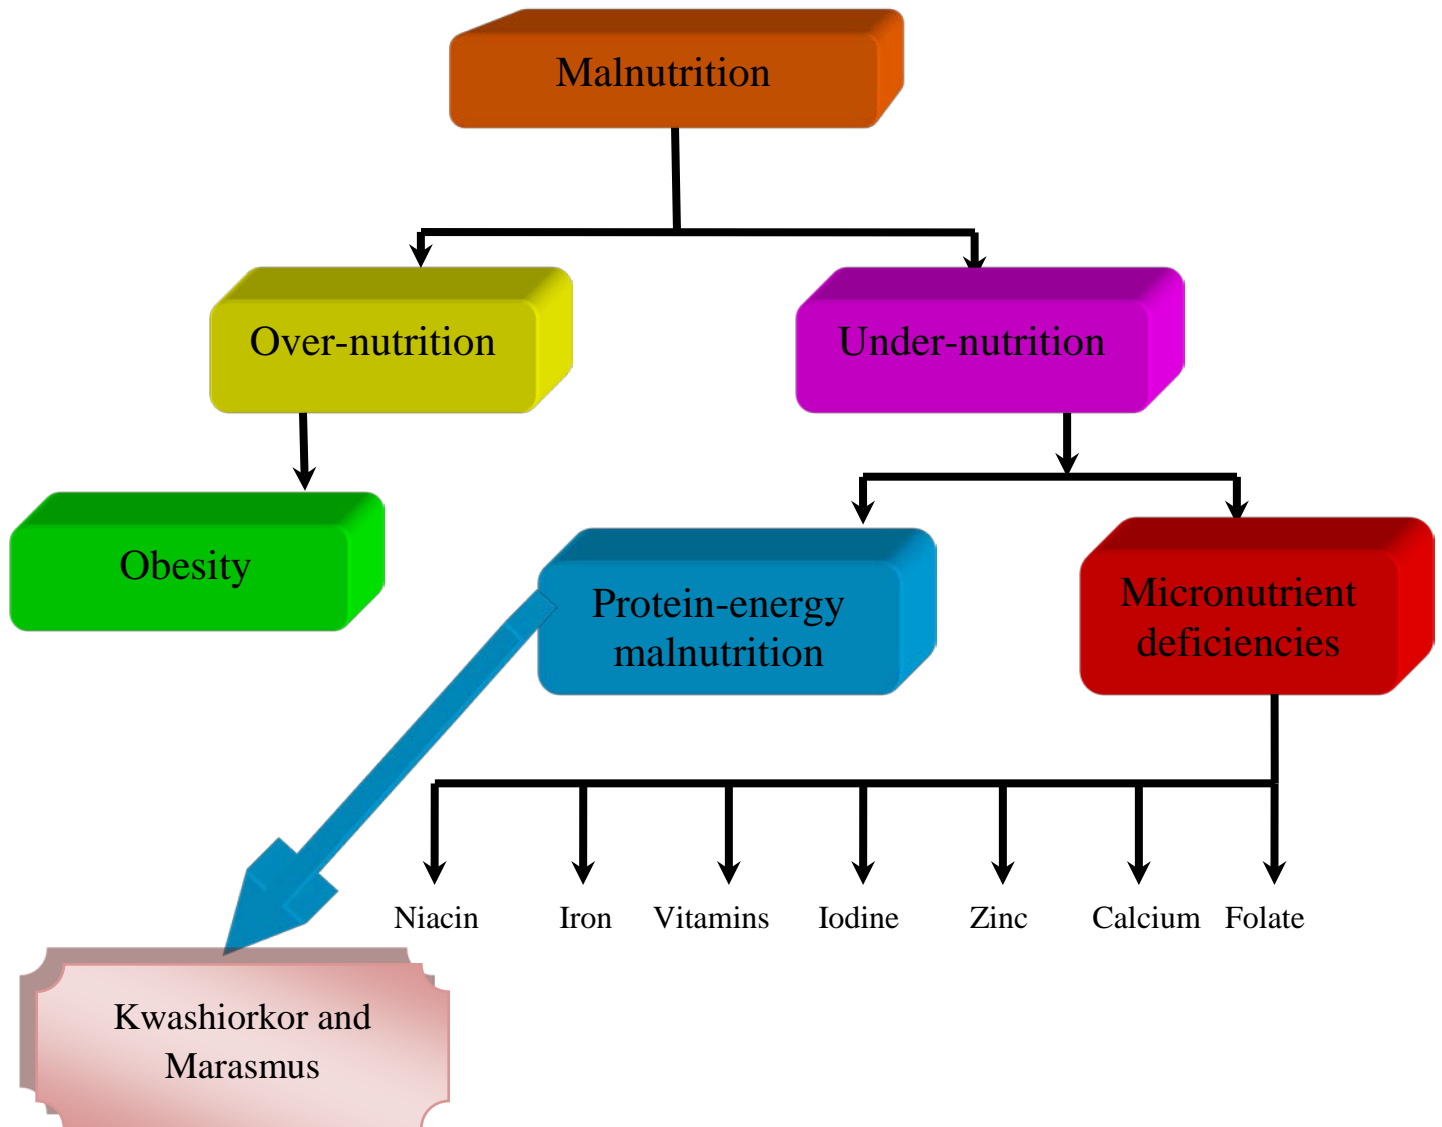 Malnutrition
Over-nutrition
Under-nutrition
Obesity
Protein-energy
malnutrition
Micronutrient
deficiencies
Niacin
Iron
Vitamins
Iodine
Zinc
Calcium
Folate
Kwashiorkor and
Marasmus